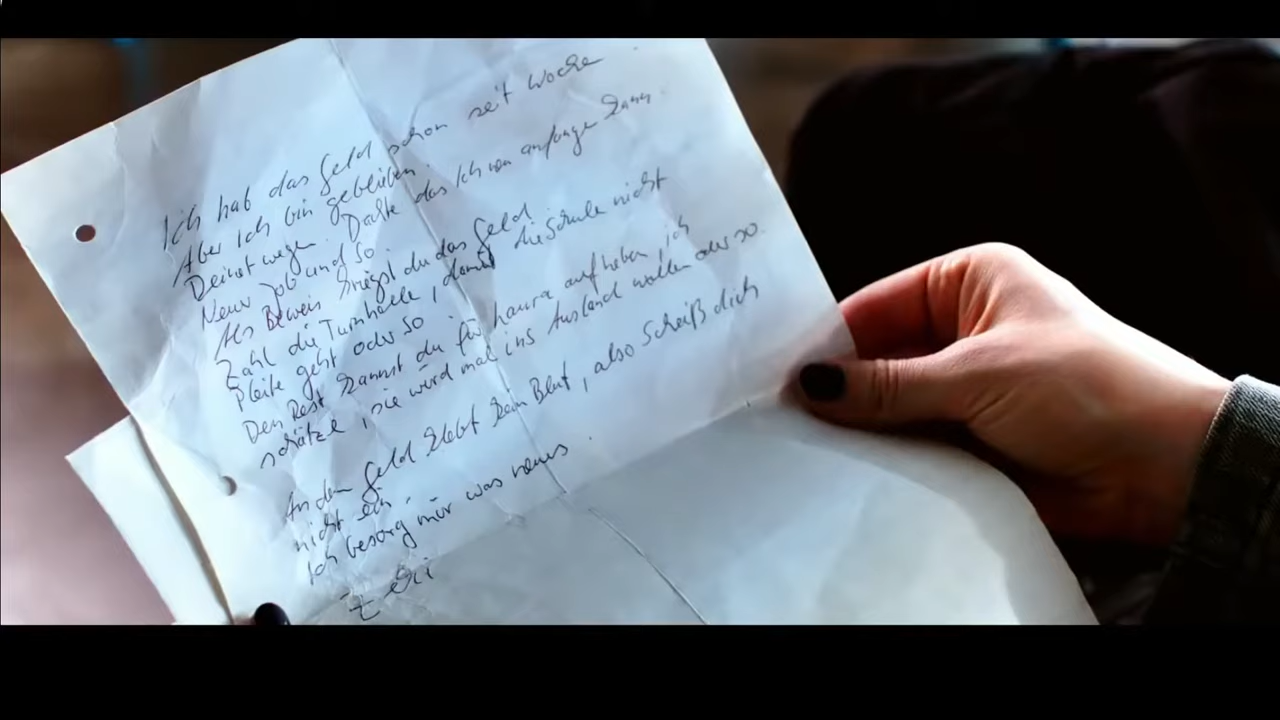 Ich hab das Geld schon seit Woche
Aber Ich bin geblieben.
Deinetwegen. Dachte das Ich von anfange kann
Neuer Job und so.
Als Beweis kriegst du das Geld
Zahl die Turnhalle, damit die Schule nicht
Pleite geht oder so.
Den Rest kannst du für Laura aufheben, ich
schätze, sie wird mal ins Ausland wollen oder so.
An dem Geld klebt kein Blut, also Scheiß dich
nicht ein.
Ich besorg mir was neues.
Zeki